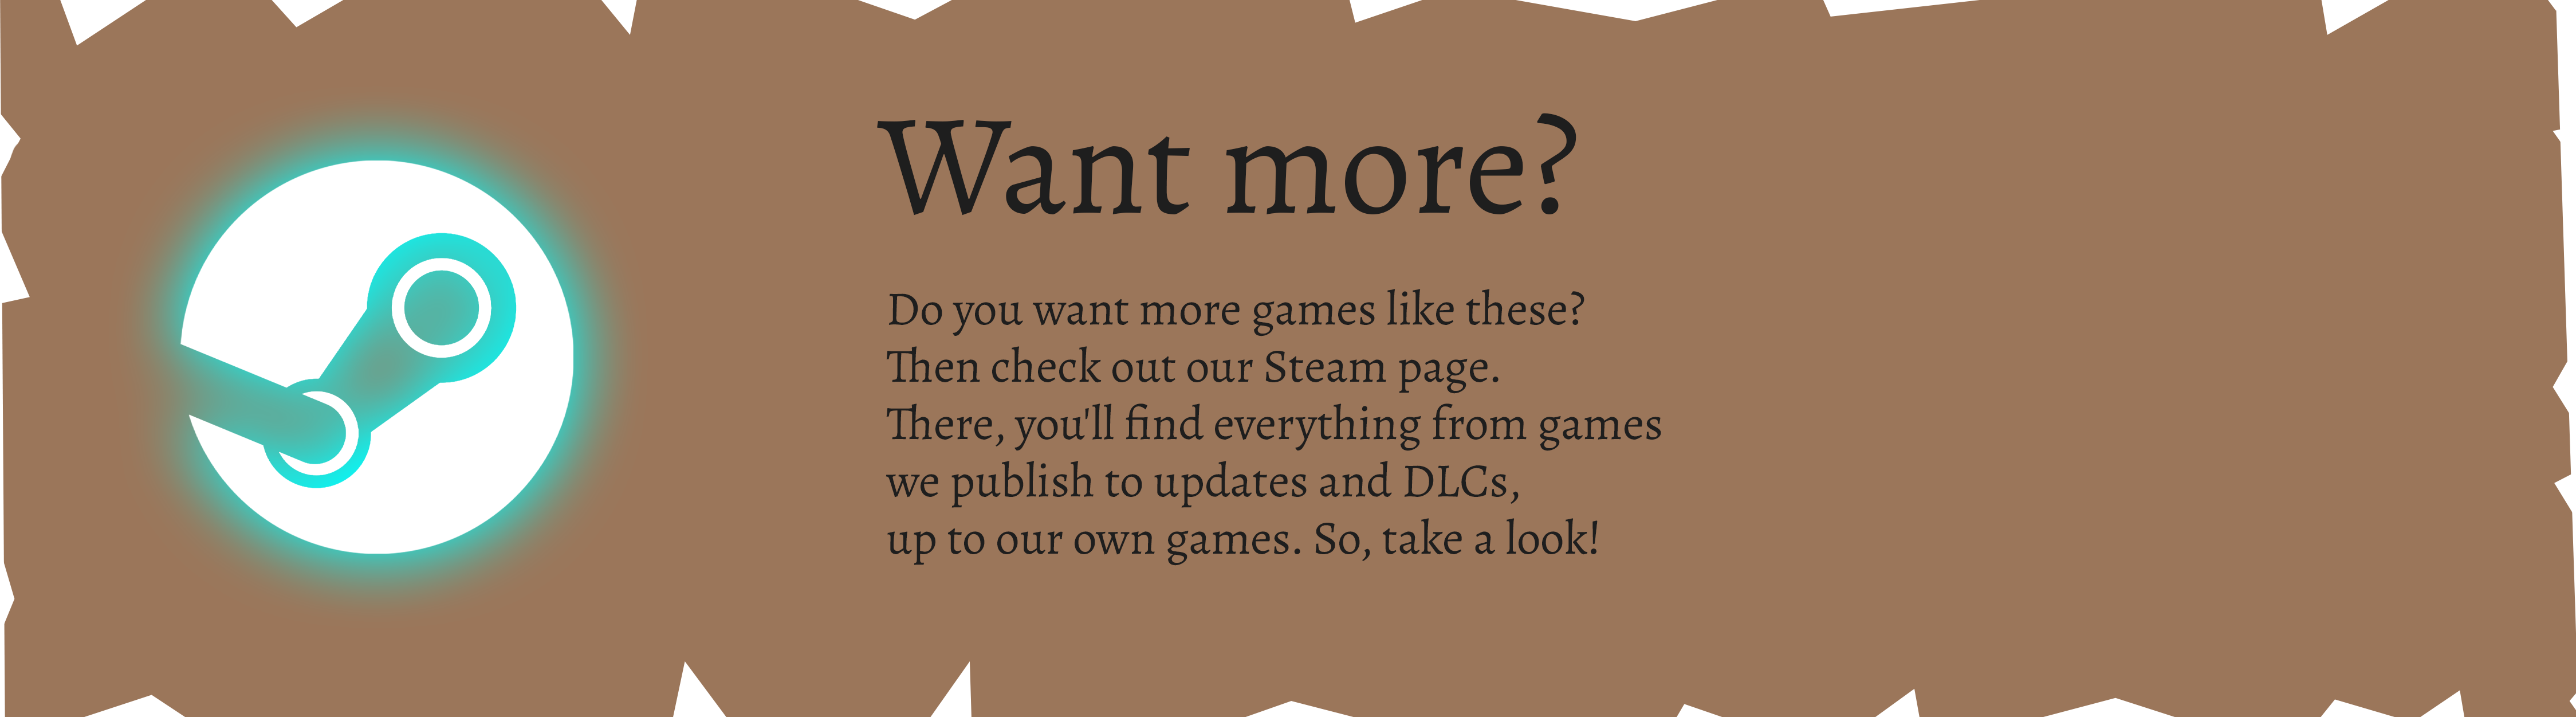 Want more?
Do you want more games like these?
Then check out our Steam page.
There, you'll find everything from games
we publish to updates and DLCs,
up to our own games. So, take a look!